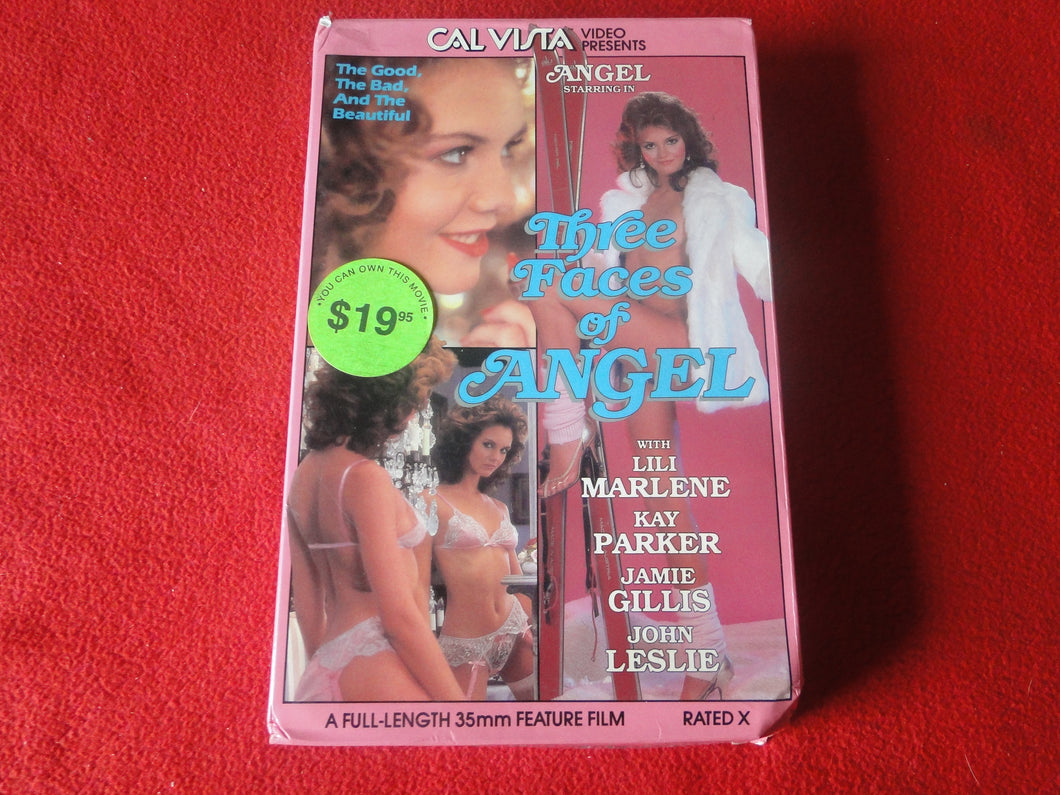 CAL VISTA VIDEO PRESENTS
The Good,
The Bad,
And The
Beautiful
ANGEL
STARRING IN
Three
Faces
of
ANGEL
•YOU CAN OWN THIS MOVIE•
$19.95
WITH
LILI
MARLENE
KAY
PARKER
JAMIE
GILLIS
JOHN
LESLIE
A FULL-LENGTH 35mm FEATURE FILM
RATED X